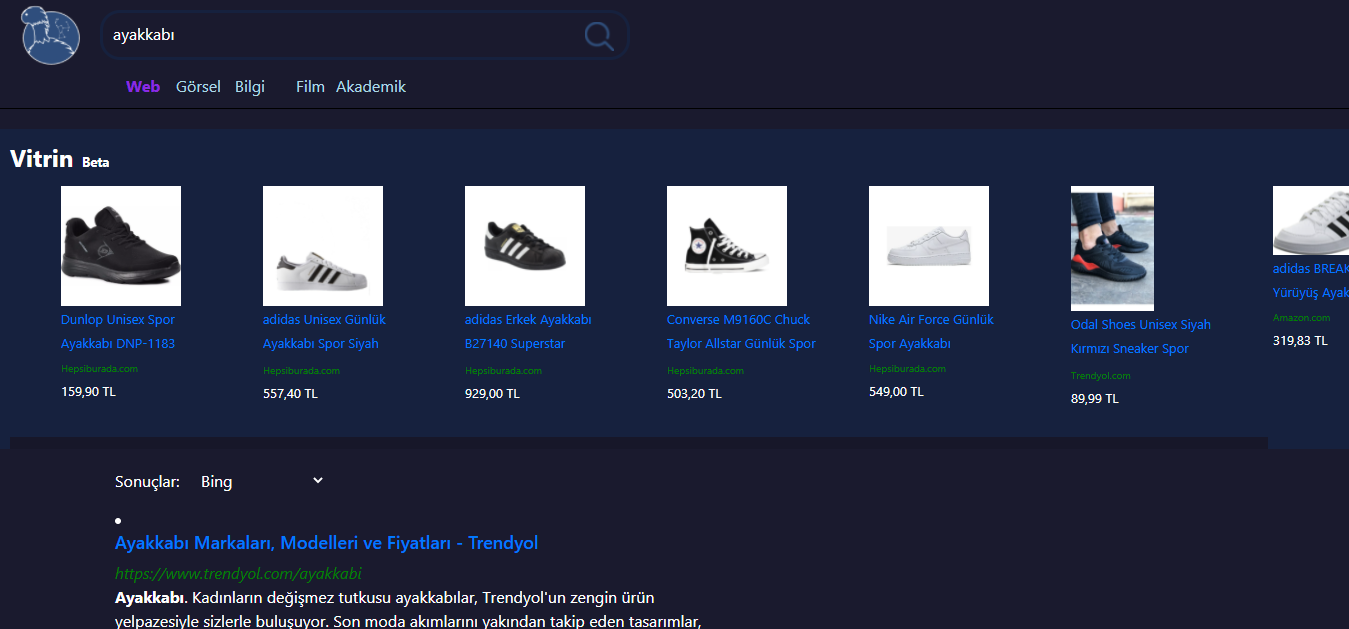 ayakkabı
Web Görsel Bilgi Film Akademik
Vitrin Beta
Dunlop Unisex Spor
Ayakkabı DNP-1183
Hepsiburada.com
159,90 TL
adidas Unisex Günlük
Ayakkabı Spor Siyah
Hepsiburada.com
557,40 TL
adidas Erkek Ayakkabı
B27140 Superstar
Hepsiburada.com
929,00 TL
Converse M9160C Chuck
Taylor Allstar Günlük Spor
Hepsiburada.com
503,20 TL
Nike Air Force Günlük
Spor Ayakkabı
Hepsiburada.com
549,00 TL
Odal Shoes Unisex Siyah
Kırmızı Sneaker Spor
Trendyol.com
89,99 TL
adidas BREAK
Yürüyüş Ayak
Amazon.com
319,83 TL
Sonuçlar: Bing
Ayakkabı Markaları, Modelleri ve Fiyatları - Trendyol
https://www.trendyol.com/ayakkabi
Ayakkabı. Kadınların değişmez tutkusu ayakkabılar, Trendyol'un zengin ürün
yelpazesiyle sizlerle buluşuyor. Son moda akımlarını yakından takip eden tasarımlar,